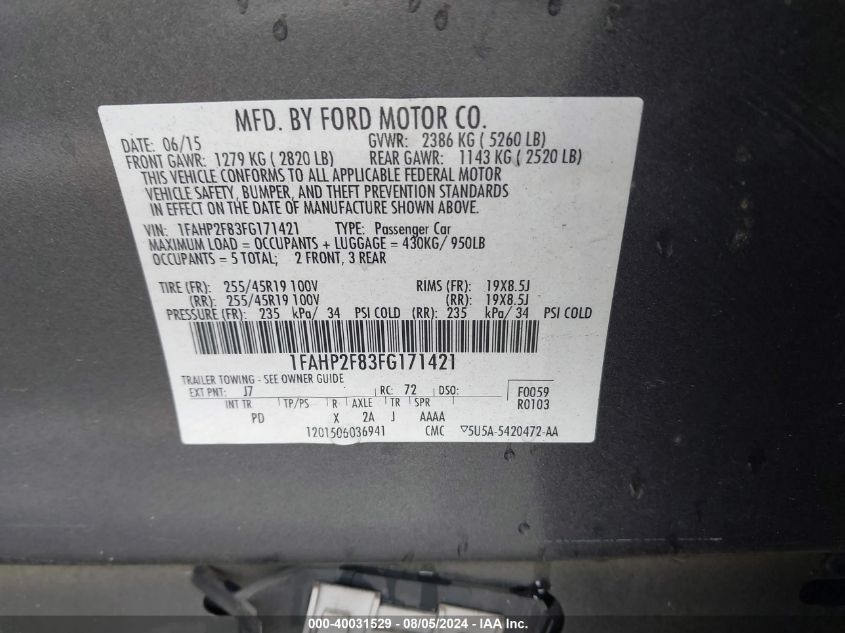 MFD. BY FORD MOTOR CO.
DATE: 06/15 GVWR: 2386 KG ( 5260 LB)
FRONT GAWR: 1279 KG ( 2820 LB) REAR GAWR: 1143 KG ( 2520 LB)
THIS VEHICLE CONFORMS TO ALL APPLICABLE FEDERAL MOTOR
VEHICLE SAFETY, BUMPER, AND THEFT PREVENTION STANDARDS
IN EFFECT ON THE DATE OF MANUFACTURE SHOWN ABOVE.
VIN: 1FAHP2F83FG171421 TYPE: Passenger Car
MAXIMUM LOAD = OCCUPANTS + LUGGAGE = 430KG/ 950LB
OCCUPANTS = 5 TOTAL; 2 FRONT, 3 REAR
TIRE (FR): 255/45R19 100V RIMS (FR): 19X8.5J
(RR): 255/45R19 100V (RR): 19X8.5J
PRESSURE (FR): 235 kPa/ 34 PSI COLD (RR): 235 kPa/ 34 PSI COLD
1FAHP2F83FG171421
TRAILER TOWING - SEE OWNER GUIDE
EXT PNT: J7 RC: 72 DSO: F0059
INT TR TP/PS R AXLE TR SPR R0103
PD X 2A J AAAA
1201506036941 CMC ▽5U5A-5420472-AA
000-40031529 - 08/05/2024 - IAAI.com